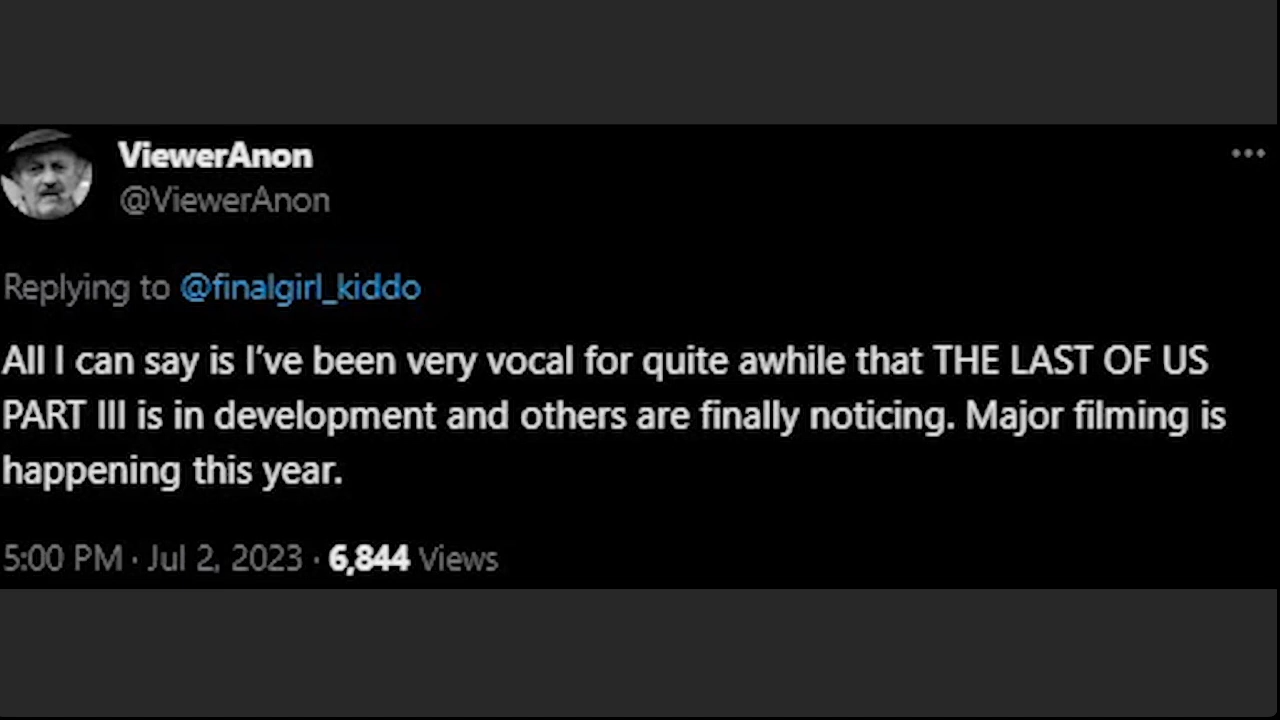 ViewerAnon
@ViewerAnon
Replying to @finalgirl_kiddo
All I can say is I’ve been very vocal for quite awhile that THE LAST OF US
PART III is in development and others are finally noticing. Major filming is
happening this year.
5:00 PM · Jul 2, 2023 · 6,844 Views